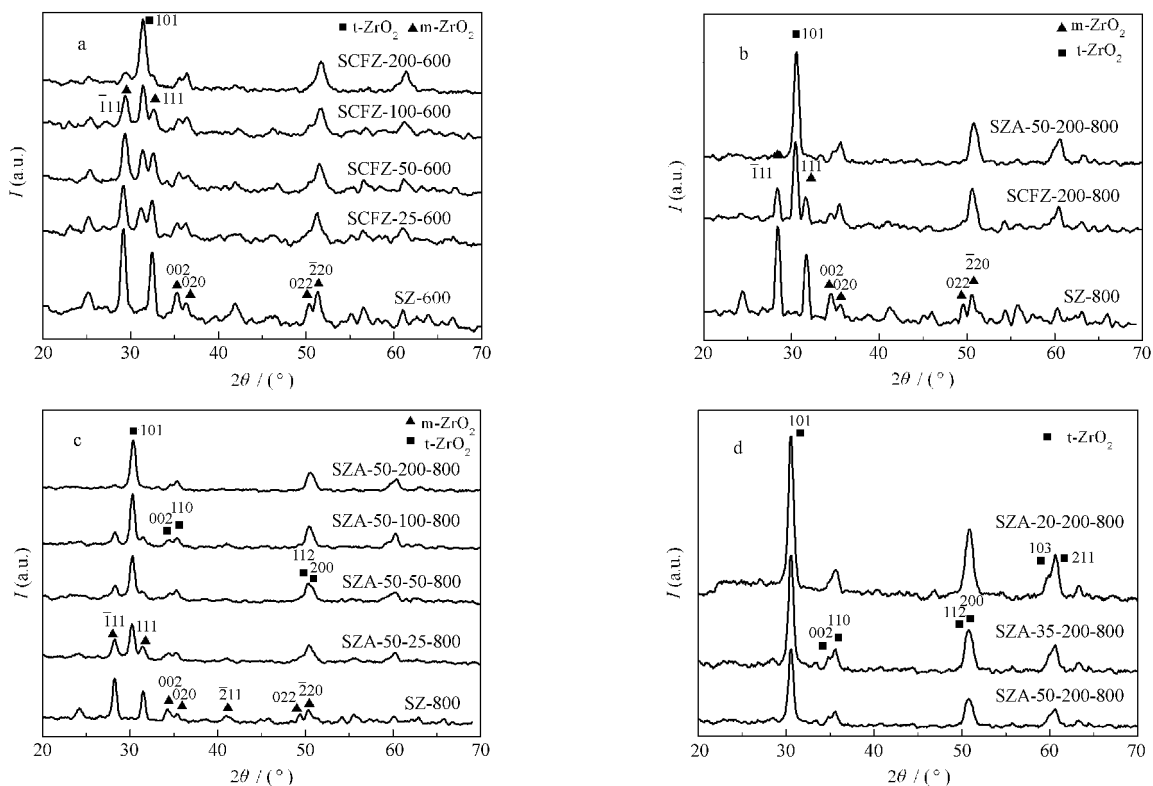 a
■ t-ZrO₂ ▲ m-ZrO₂
101
SCFZ-200-600
1̅11
111
SCFZ-100-600
SCFZ-50-600
SCFZ-25-600
002
020
022
2̅20
SZ-600
I (a.u.)
20 30 40 50 60 70
2θ / (°)
b
▲ m-ZrO₂
■ t-ZrO₂
101
SZA-50-200-800
1̅11
111
SCFZ-200-800
002
020
022
2̅20
SZ-800
I (a.u.)
20 30 40 50 60 70
2θ / (°)
c
▲ m-ZrO₂
■ t-ZrO₂
101
SZA-50-200-800
002
110
SZA-50-100-800
112
200
SZA-50-50-800
1̅11
111
SZA-50-25-800
002
020
2̅11
022
2̅20
SZ-800
I (a.u.)
20 30 40 50 60 70
2θ / (°)
d
■ t-ZrO₂
101
SZA-20-200-800
103
211
002
110
112
200
SZA-35-200-800
SZA-50-200-800
I (a.u.)
20 30 40 50 60 70
2θ / (°)